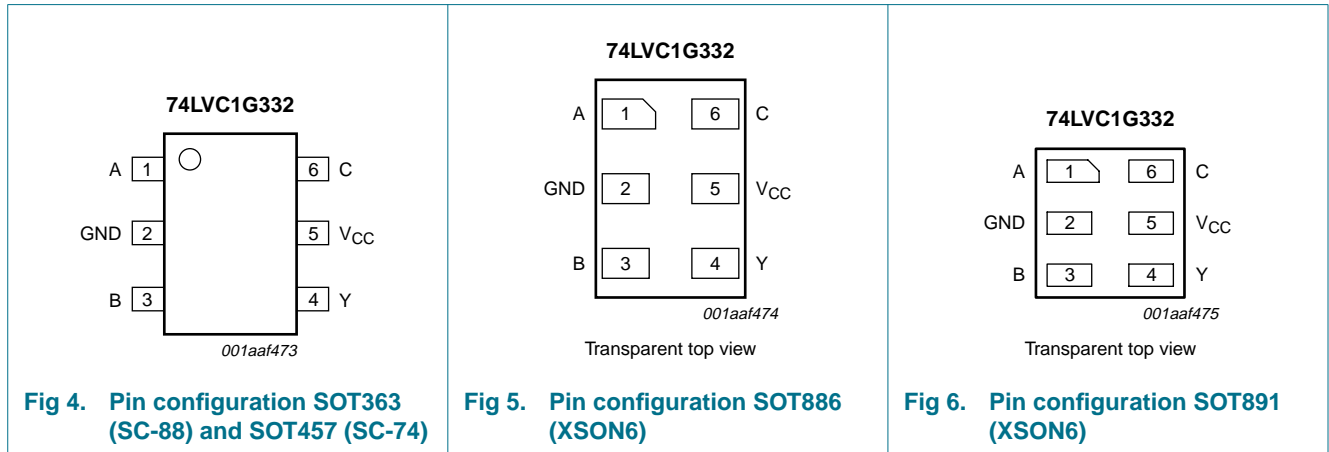 74LVC1G332
A 1 6 C
GND 2 5 VCC
B 3 4 Y
001aaf473
Fig 4. Pin configuration SOT363
(SC-88) and SOT457 (SC-74)
74LVC1G332
A 1 6 C
GND 2 5 VCC
B 3 4 Y
001aaf474
Transparent top view
Fig 5. Pin configuration SOT886
(XSON6)
74LVC1G332
A 1 6 C
GND 2 5 VCC
B 3 4 Y
001aaf475
Transparent top view
Fig 6. Pin configuration SOT891
(XSON6)